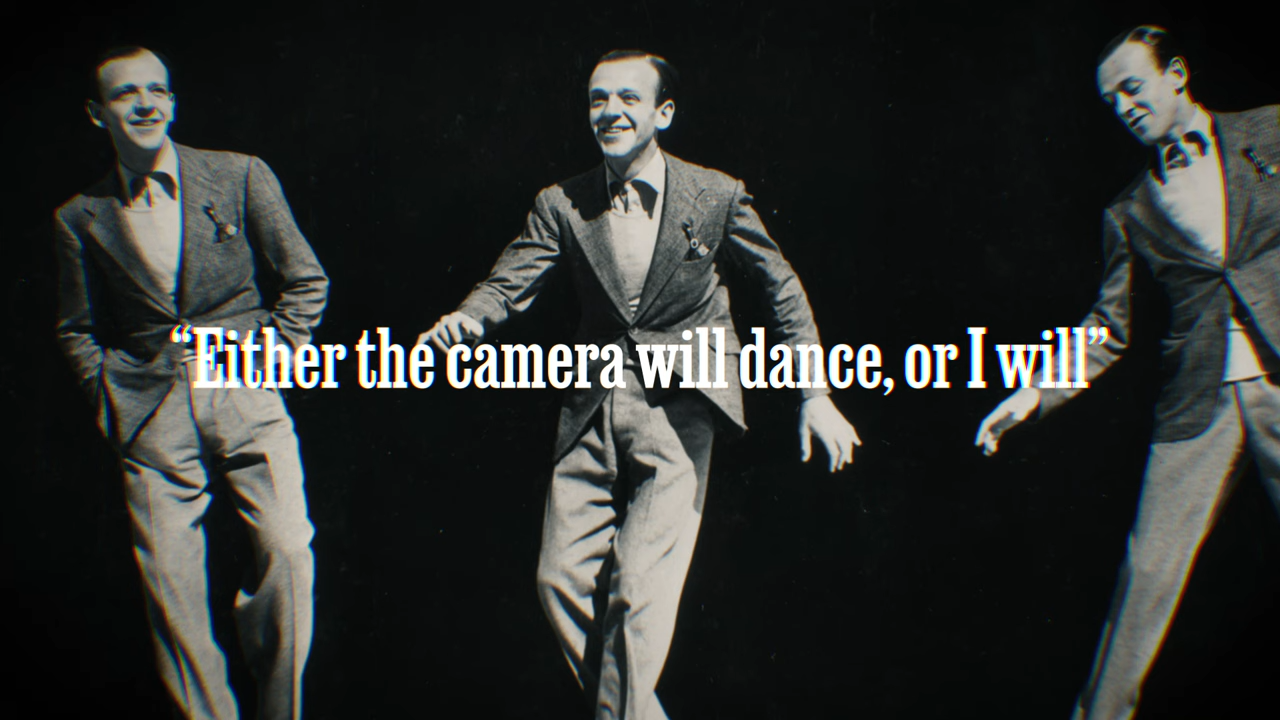 “Either the camera will dance, or I will”